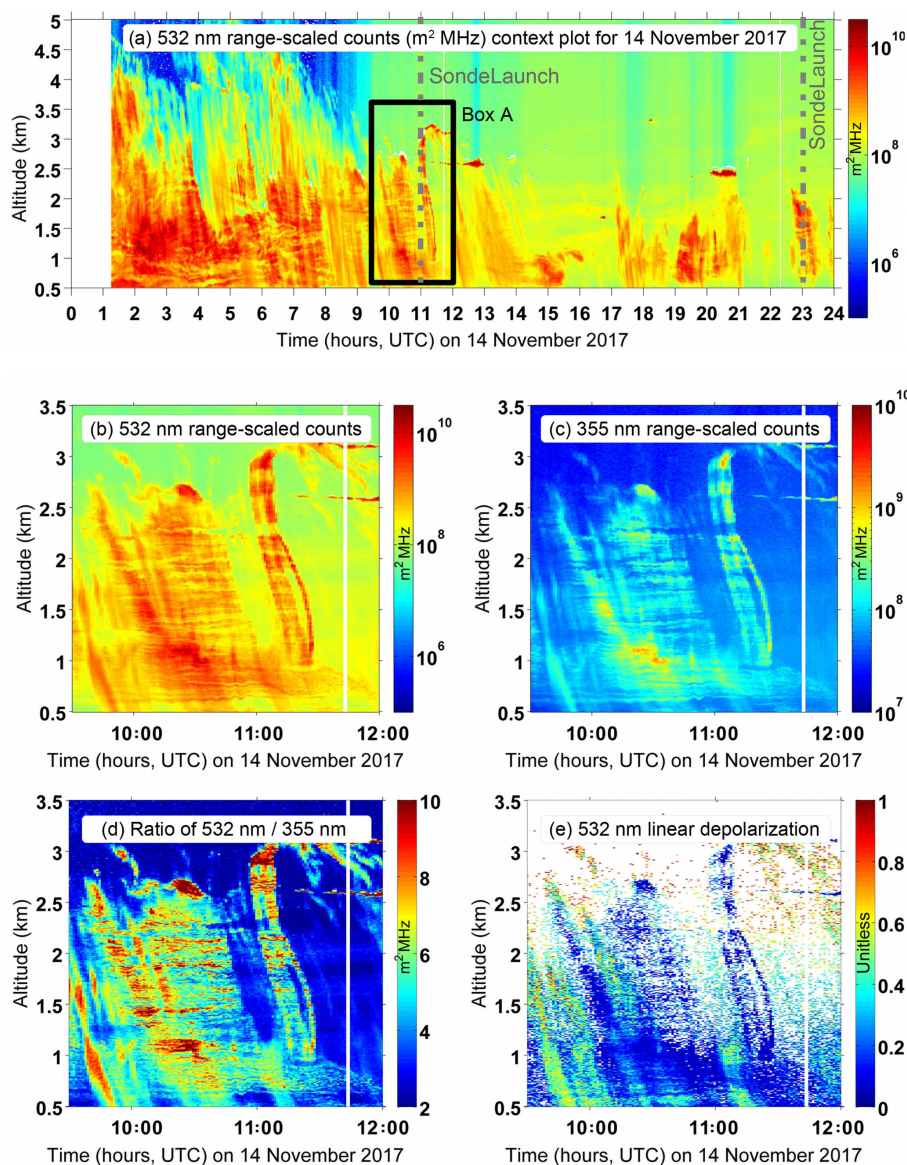 (a) 532 nm range-scaled counts (m² MHz) context plot for 14 November 2017
SondeLaunch
SondeLaunch
Box A
Altitude (km)
5
4.5
4
3.5
3
2.5
2
1.5
1
0.5
0 1 2 3 4 5 6 7 8 9 10 11 12 13 14 15 16 17 18 19 20 21 22 23 24
Time (hours, UTC) on 14 November 2017
10¹⁰
10⁸
10⁶
m² MHz
(b) 532 nm range-scaled counts
Altitude (km)
3.5
3
2.5
2
1.5
1
0.5
10:00 11:00 12:00
Time (hours, UTC) on 14 November 2017
10¹⁰
10⁸
10⁶
m² MHz
(c) 355 nm range-scaled counts
Altitude (km)
3.5
3
2.5
2
1.5
1
0.5
10:00 11:00 12:00
Time (hours, UTC) on 14 November 2017
10¹⁰
10⁹
10⁸
10⁷
m² MHz
(d) Ratio of 532 nm / 355 nm
Altitude (km)
3.5
3
2.5
2
1.5
1
0.5
10:00 11:00 12:00
Time (hours, UTC) on 14 November 2017
10
8
6
4
2
m² MHz
(e) 532 nm linear depolarization
Altitude (km)
3.5
3
2.5
2
1.5
1
0.5
10:00 11:00 12:00
Time (hours, UTC) on 14 November 2017
1
0.8
0.6
0.4
0.2
0
Unitless